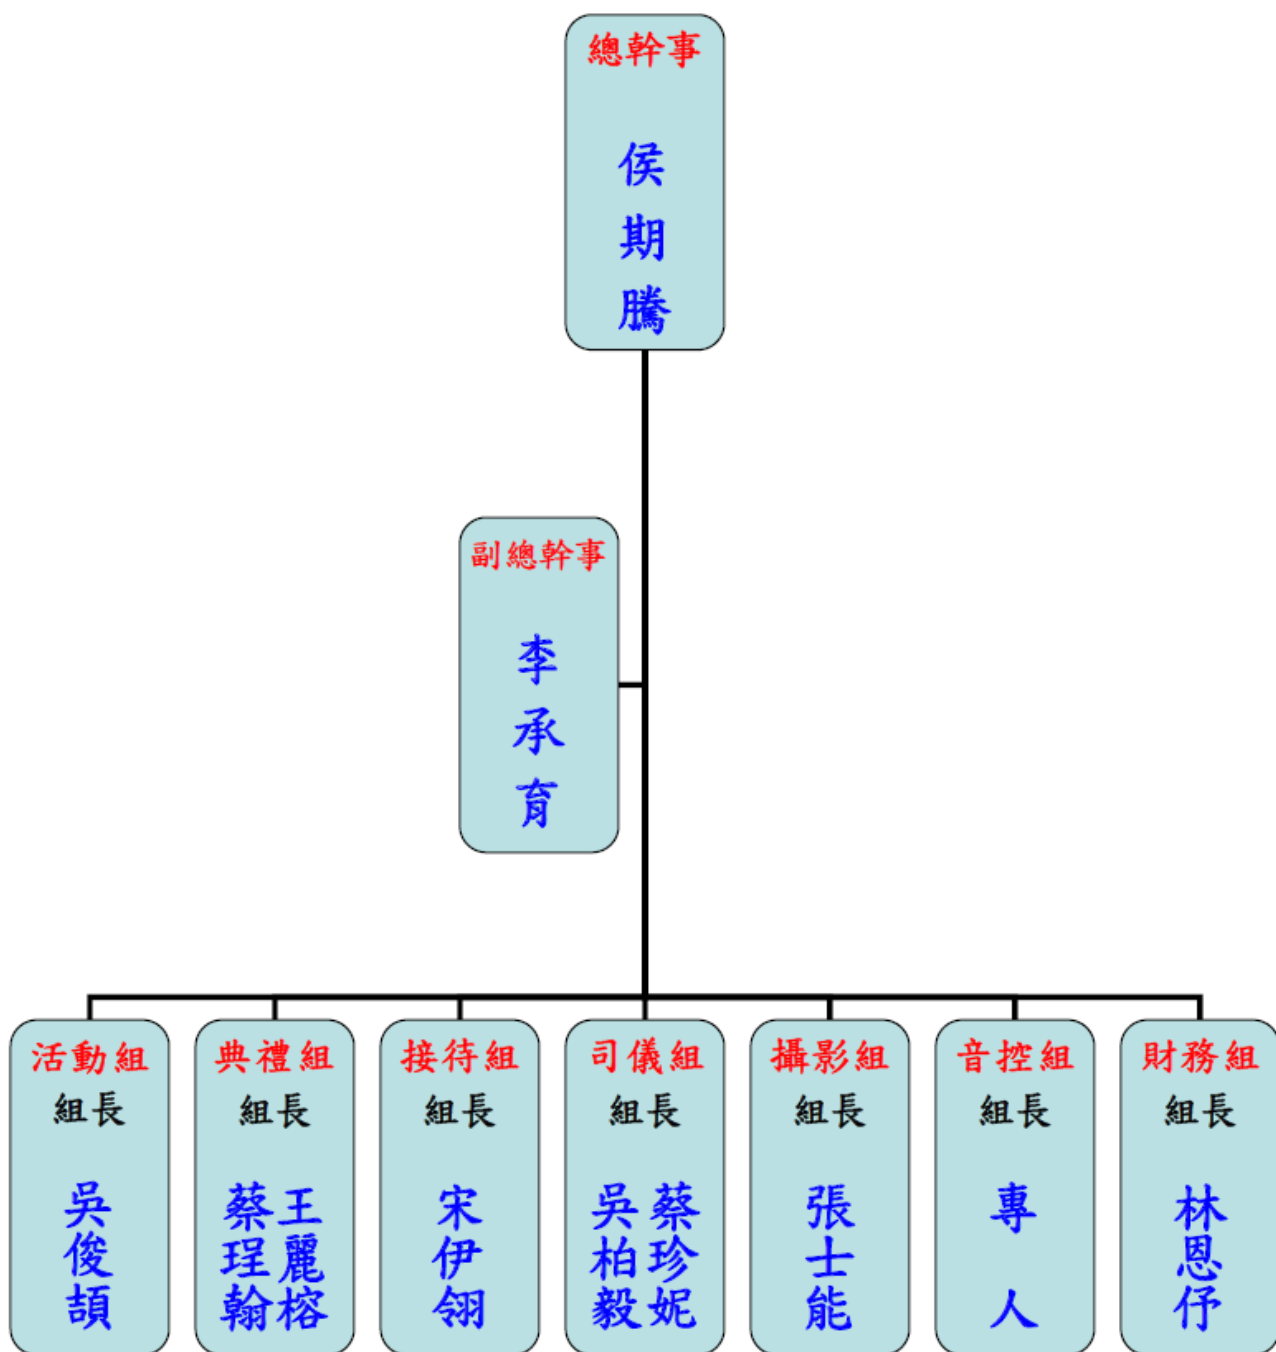 總幹事
侯期騰
副總幹事
李承育
活動組
組長
吳俊頡
典禮組
組長
王麗榕
蔡珵翰
接待組
組長
宋伊翎
司儀組
組長
蔡珍妮
吳柏毅
攝影組
組長
張士能
音控組
組長
專人
財務組
組長
林恩伃